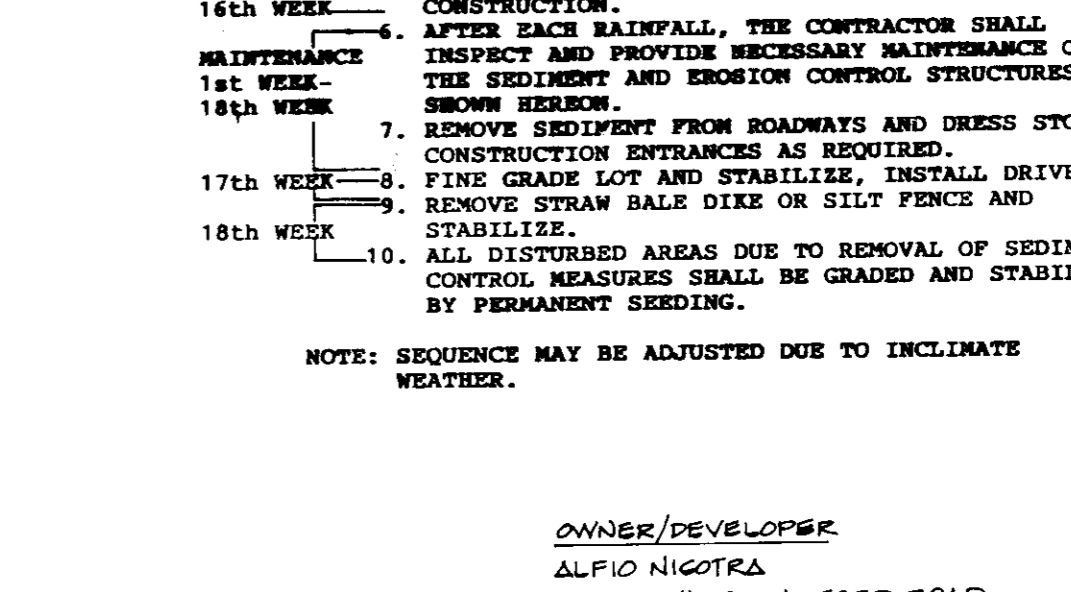 16th WEEK CONSTRUCTION.
6. AFTER EACH RAINFALL, THE CONTRACTOR SHALL
MAINTENANCE INSPECT AND PROVIDE NECESSARY MAINTENANCE
1st WEEK- THE SEDIMENT AND EROSION CONTROL STRUCTURES
18th WEEK SHOWN HEREON.
7. REMOVE SEDIMENT FROM ROADWAYS AND DRESS
CONSTRUCTION ENTRANCES AS REQUIRED.
17th WEEK 8. FINE GRADE LOT AND STABILIZE, INSTALL
9. REMOVE STRAW BALE DIKE OR SILT FENCE AND
18th WEEK STABILIZE.
10. ALL DISTURBED AREAS DUE TO REMOVAL OF
CONTROL MEASURES SHALL BE GRADED AND
BY PERMANENT SEEDING.
NOTE: SEQUENCE MAY BE ADJUSTED DUE TO INCLIMATE
WEATHER.
OWNER/DEVELOPER
ALFIO NICOTRA